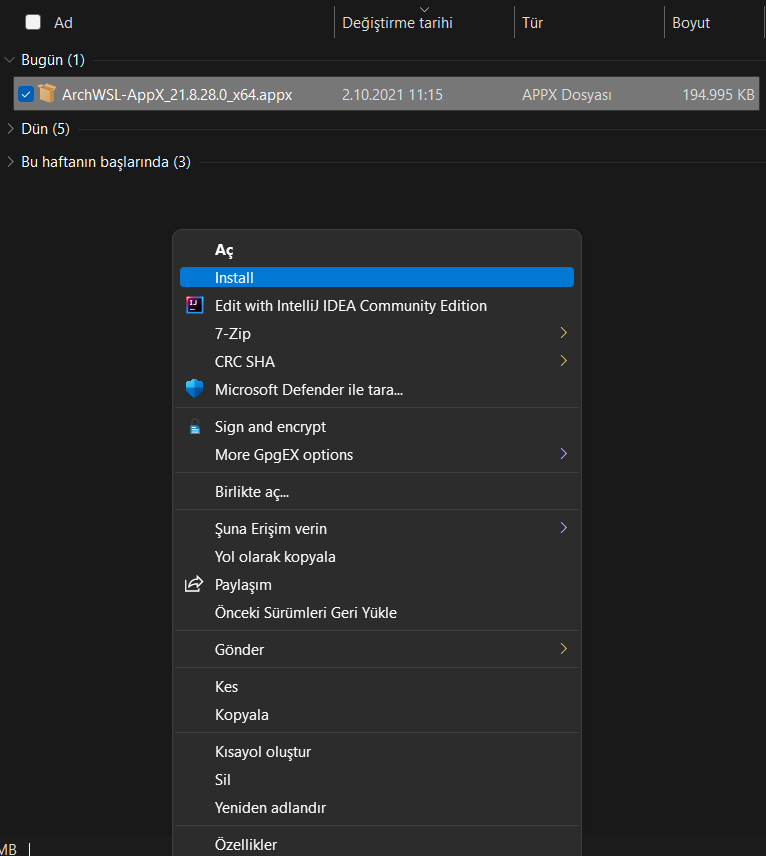 Ad Değiştirme tarihi Tür Boyut
Bugün (1)
ArchWSL-AppX_21.8.28.0_x64.appx 2.10.2021 11:15 APPX Dosyası 194.995 KB
Dün (5)
Bu haftanın başlarında (3)
Aç
Install
Edit with IntelliJ IDEA Community Edition
7-Zip
CRC SHA
Microsoft Defender ile tara...
Sign and encrypt
More GpgEX options
Birlikte aç...
Şuna Erişim verin
Yol olarak kopyala
Paylaşım
Önceki Sürümleri Geri Yükle
Gönder
Kes
Kopyala
Kısayol oluştur
Sil
Yeniden adlandır
Özellikler
MB